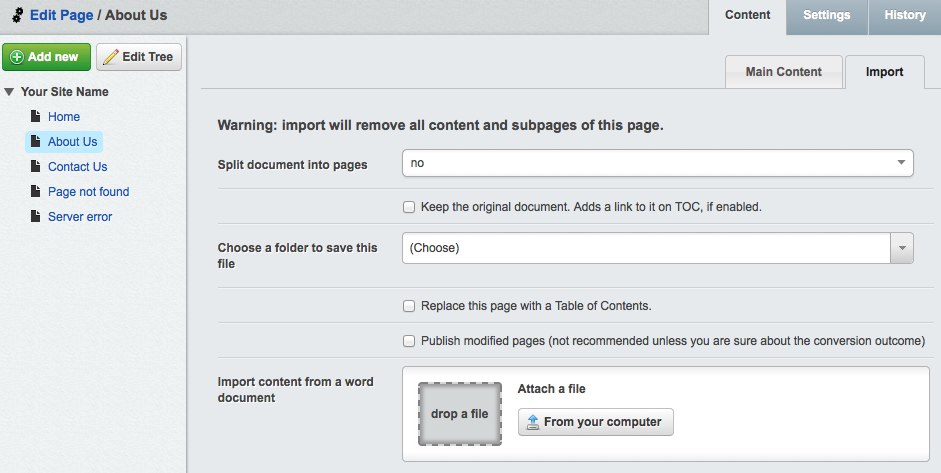 Edit Page / About Us
Content
Settings
History
Add new
Edit Tree
Main Content
Import
Your Site Name
Home
About Us
Contact Us
Page not found
Server error
Warning: import will remove all content and subpages of this page.
Split document into pages
no
Keep the original document. Adds a link to it on TOC, if enabled.
Choose a folder to save this
file
(Choose)
Replace this page with a Table of Contents.
Publish modified pages (not recommended unless you are sure about the conversion outcome)
Import content from a word
document
drop a file
Attach a file
From your computer